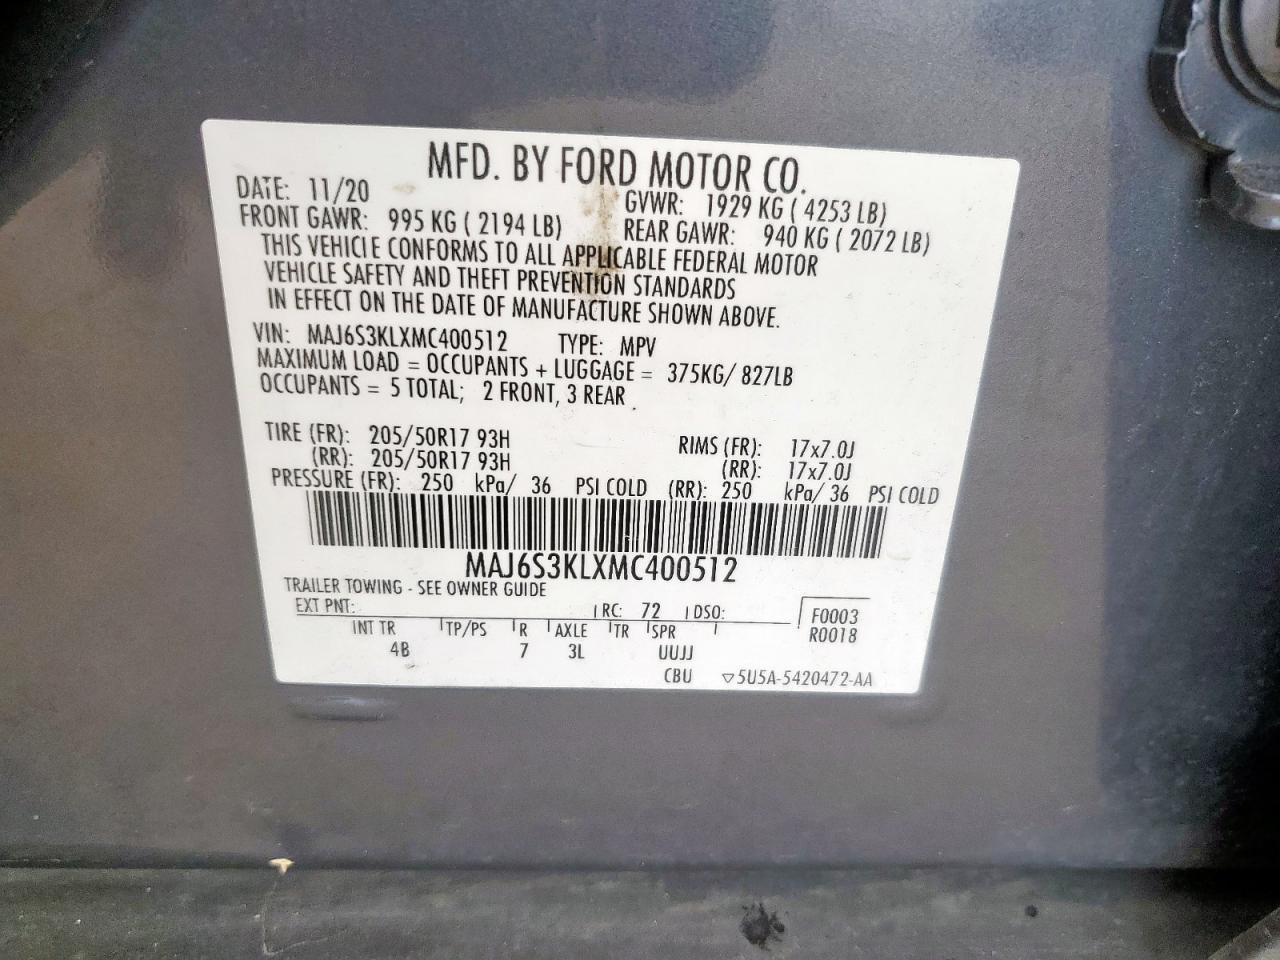 MFD. BY FORD MOTOR CO.
DATE: 11/20 GVWR: 1929 KG ( 4253 LB)
FRONT GAWR: 995 KG ( 2194 LB) REAR GAWR: 940 KG ( 2072 LB)
THIS VEHICLE CONFORMS TO ALL APPLICABLE FEDERAL MOTOR
VEHICLE SAFETY AND THEFT PREVENTION STANDARDS
IN EFFECT ON THE DATE OF MANUFACTURE SHOWN ABOVE.
VIN: MAJ6S3KLXMC400512 TYPE: MPV
MAXIMUM LOAD = OCCUPANTS + LUGGAGE = 375KG/ 827LB
OCCUPANTS = 5 TOTAL; 2 FRONT, 3 REAR
TIRE (FR): 205/50R17 93H RIMS (FR): 17x7.0J
(RR): 205/50R17 93H (RR): 17x7.0J
PRESSURE (FR): 250 kPa/ 36 PSI COLD (RR): 250 kPa/ 36 PSI COLD
MAJ6S3KLXMC400512
TRAILER TOWING - SEE OWNER GUIDE
EXT PNT: RC: 72 DSO: F0003
INT TR TP/PS R AXLE TR SPR R0018
4B 7 3L UUJJ
CBU ▽5U5A-5420472-AA